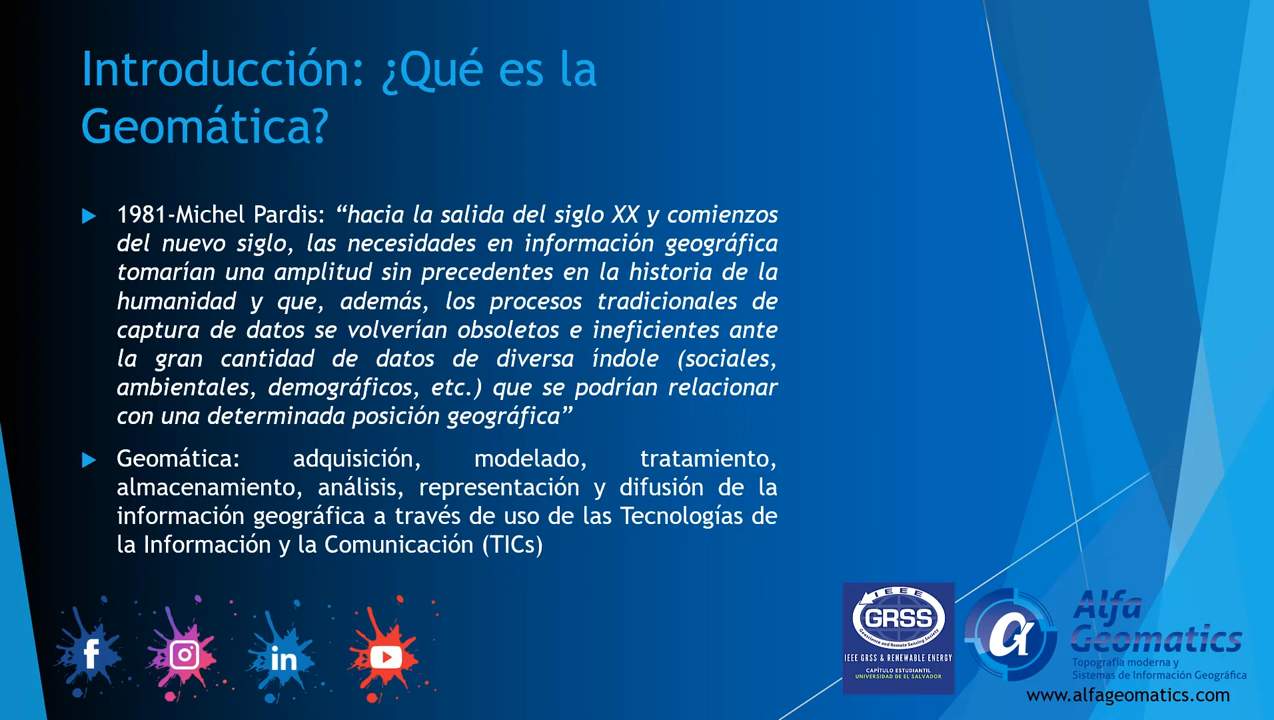 Introducción: ¿Qué es la
Geomática?
1981-Michel Pardis: “hacia la salida del siglo XX y comienzos
del nuevo siglo, las necesidades en información geográfica
tomarían una amplitud sin precedentes en la historia de la
humanidad y que, además, los procesos tradicionales de
captura de datos se volverían obsoletos e ineficientes ante
la gran cantidad de datos de diversa índole (sociales,
ambientales, demográficos, etc.) que se podrían relacionar
con una determinada posición geográfica”
Geomática: adquisición, modelado, tratamiento,
almacenamiento, análisis, representación y difusión de la
información geográfica a través de uso de las Tecnologías de
la Información y la Comunicación (TICs)
f
in
IEEE
GRSS
Geoscience and Remote Sensing Society
IEEE GRSS & RENEWABLE ENERGY
CAPÍTULO ESTUDIANTIL
UNIVERSIDAD DE EL SALVADOR
α
Alfa
Geomatics
Topografía moderna y
Sistemas de Información Geográfica
www.alfageomatics.com